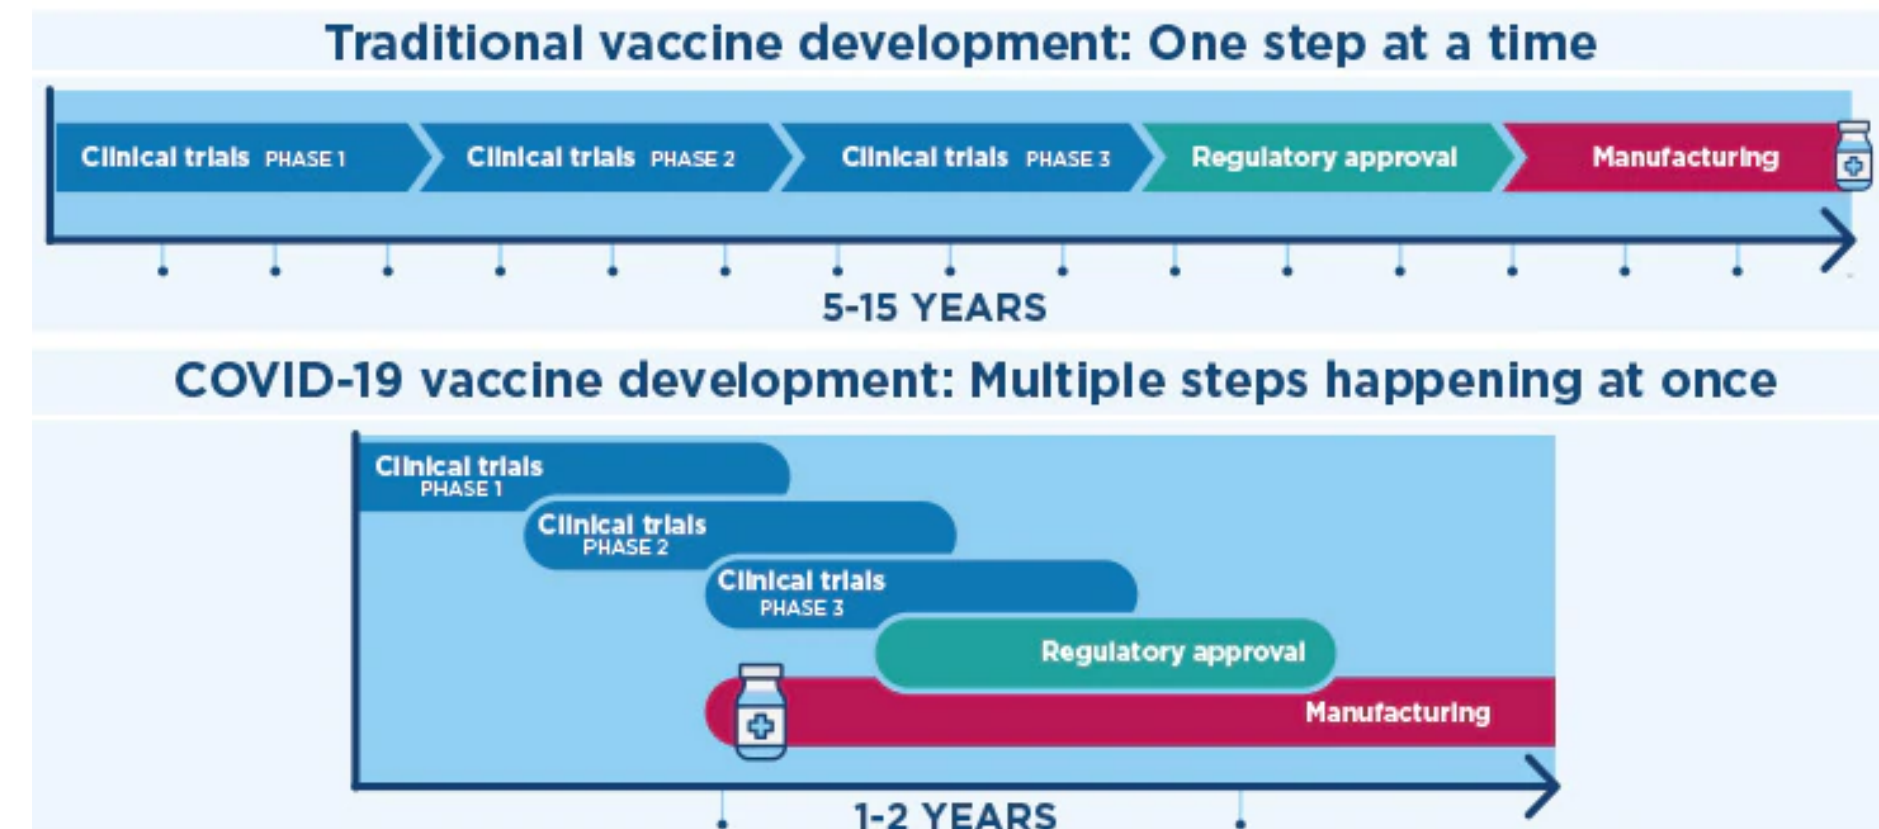 Traditional vaccine development: One step at a time
Clinical trials PHASE 1
Clinical trials PHASE 2
Clinical trials PHASE 3
Regulatory approval
Manufacturing
5-15 YEARS
COVID-19 vaccine development: Multiple steps happening at once
Clinical trials
PHASE 1
Clinical trials
PHASE 2
Clinical trials
PHASE 3
Regulatory approval
Manufacturing
1-2 YEARS